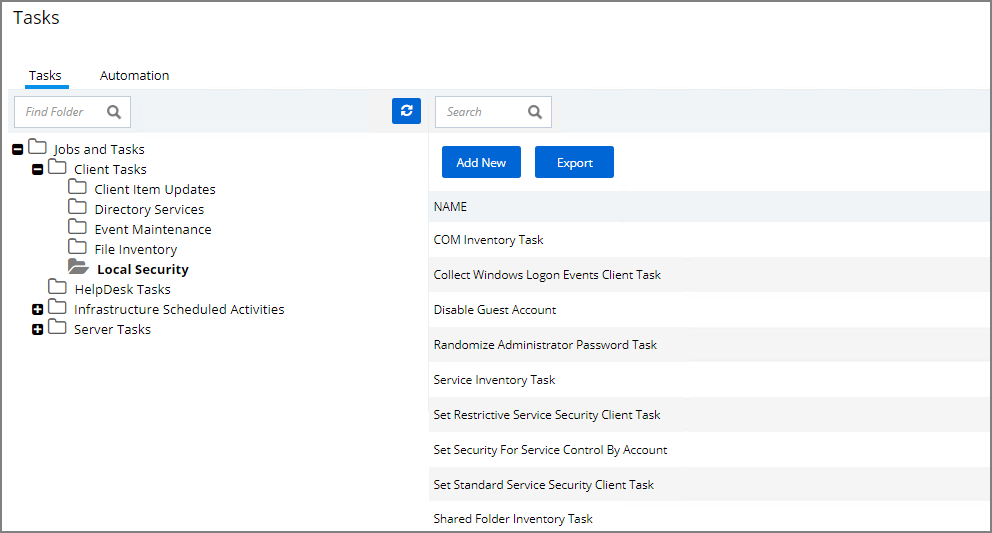 Tasks
Tasks Automation
Find Folder
Search
Jobs and Tasks
Client Tasks
Client Item Updates
Directory Services
Event Maintenance
File Inventory
Local Security
HelpDesk Tasks
Infrastructure Scheduled Activities
Server Tasks
Add New Export
NAME
COM Inventory Task
Collect Windows Logon Events Client Task
Disable Guest Account
Randomize Administrator Password Task
Service Inventory Task
Set Restrictive Service Security Client Task
Set Security For Service Control By Account
Set Standard Service Security Client Task
Shared Folder Inventory Task